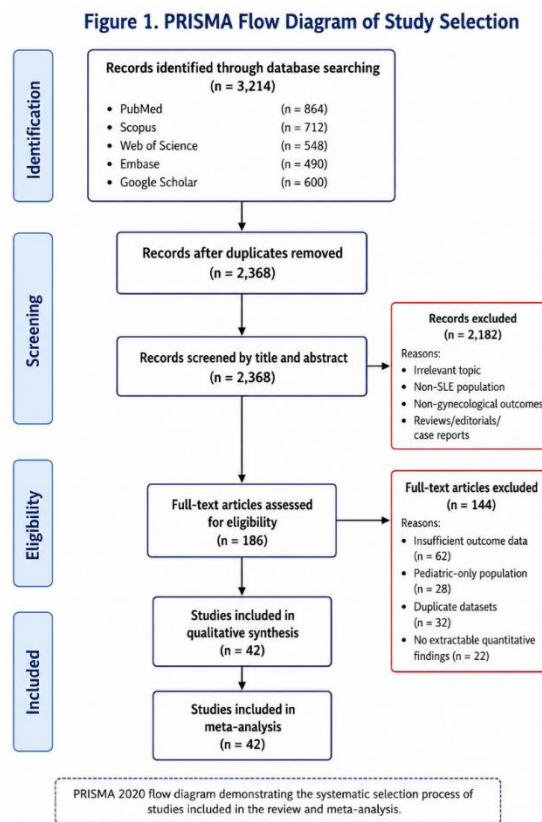 Figure 1. PRISMA Flow Diagram of Study Selection
Identification
Records identified through database searching
(n = 3,214)
• PubMed (n = 864)
• Scopus (n = 712)
• Web of Science (n = 548)
• Embase (n = 490)
• Google Scholar (n = 600)
Screening
Records after duplicates removed
(n = 2,368)
Records screened by title and abstract
(n = 2,368)
Records excluded
(n = 2,182)
Reasons:
• Irrelevant topic
• Non-SLE population
• Non-gynecological outcomes
• Reviews/editorials/
case reports
Eligibility
Full-text articles assessed
for eligibility
(n = 186)
Full-text articles excluded
(n = 144)
Reasons:
• Insufficient outcome data
(n = 62)
• Pediatric-only population
(n = 28)
• Duplicate datasets
(n = 32)
• No extractable quantitative
findings (n = 22)
Included
Studies included in
qualitative synthesis
(n = 42)
Studies included in
meta-analysis
(n = 42)
PRISMA 2020 flow diagram demonstrating the systematic selection process of
studies included in the review and meta-analysis.